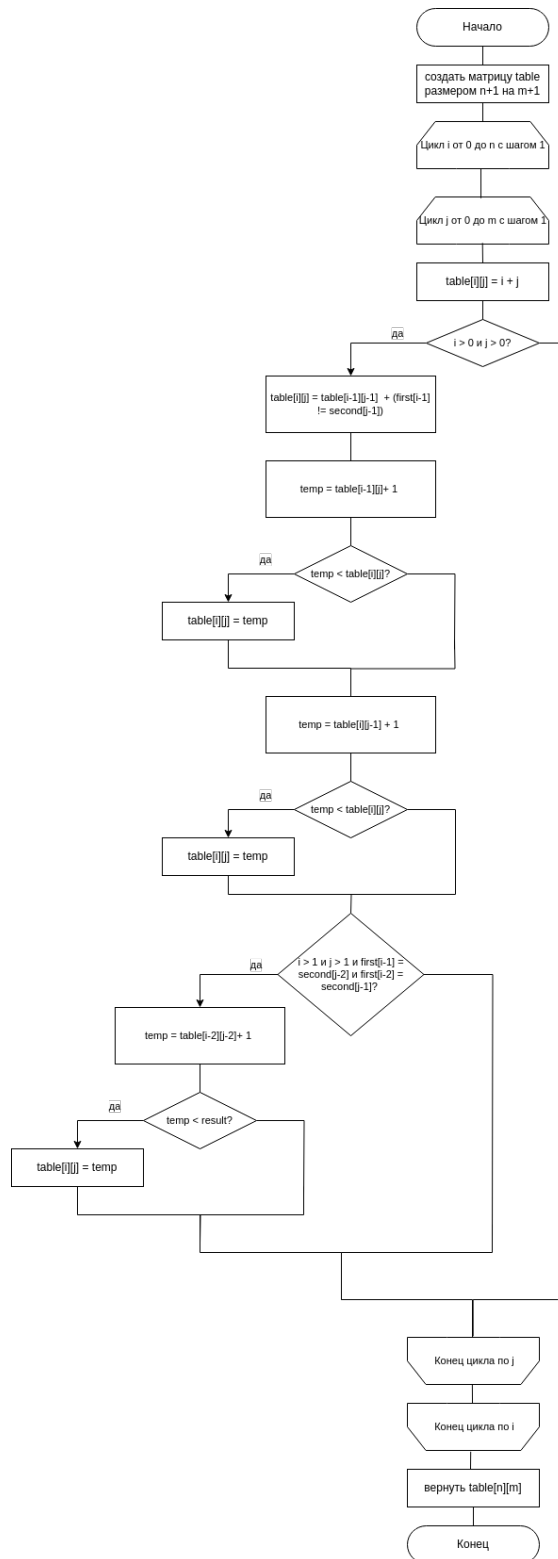 Начало
создать матрицу table
размером n+1 на m+1
Цикл i от 0 до n с шагом 1
Цикл j от 0 до m с шагом 1
table[i][j] = i + j
i > 0 и j > 0?
да
table[i][j] = table[i-1][j-1] + (first[i-1]
!= second[j-1])
temp = table[i-1][j]+ 1
temp < table[i][j]?
да
table[i][j] = temp
temp = table[i][j-1] + 1
temp < table[i][j]?
да
table[i][j] = temp
i > 1 и j > 1 и first[i-1] =
second[j-2] и first[i-2] =
second[j-1]?
да
temp = table[i-2][j-2]+ 1
temp < result?
да
table[i][j] = temp
Конец цикла по j
Конец цикла по i
вернуть table[n][m]
Конец